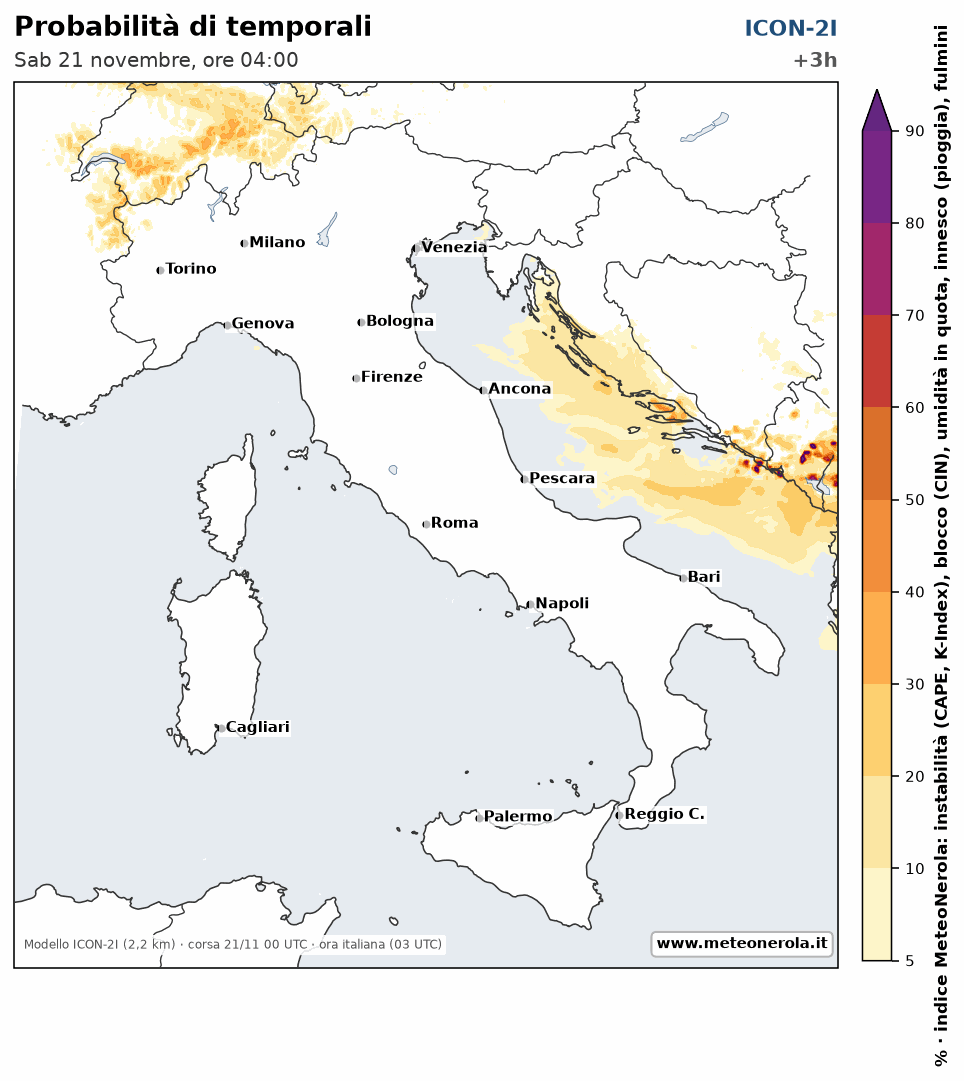 Probabilità di temporali
ICON-2I
Sab 21 novembre, ore 04:00
+3h
Milano
Venezia
Torino
Genova
Bologna
Firenze
Ancona
Pescara
Roma
Bari
Napoli
Cagliari
Palermo
Reggio C.
Modello ICON-2I (2,2 km) · corsa 21/11 00 UTC · ora italiana (03 UTC)
www.meteonerola.it
90
80
70
60
50
40
30
20
10
5
% · indice MeteoNerola: instabilità (CAPE, K-Index), blocco (CIN), umidità in quota, innesco (pioggia), fulmini